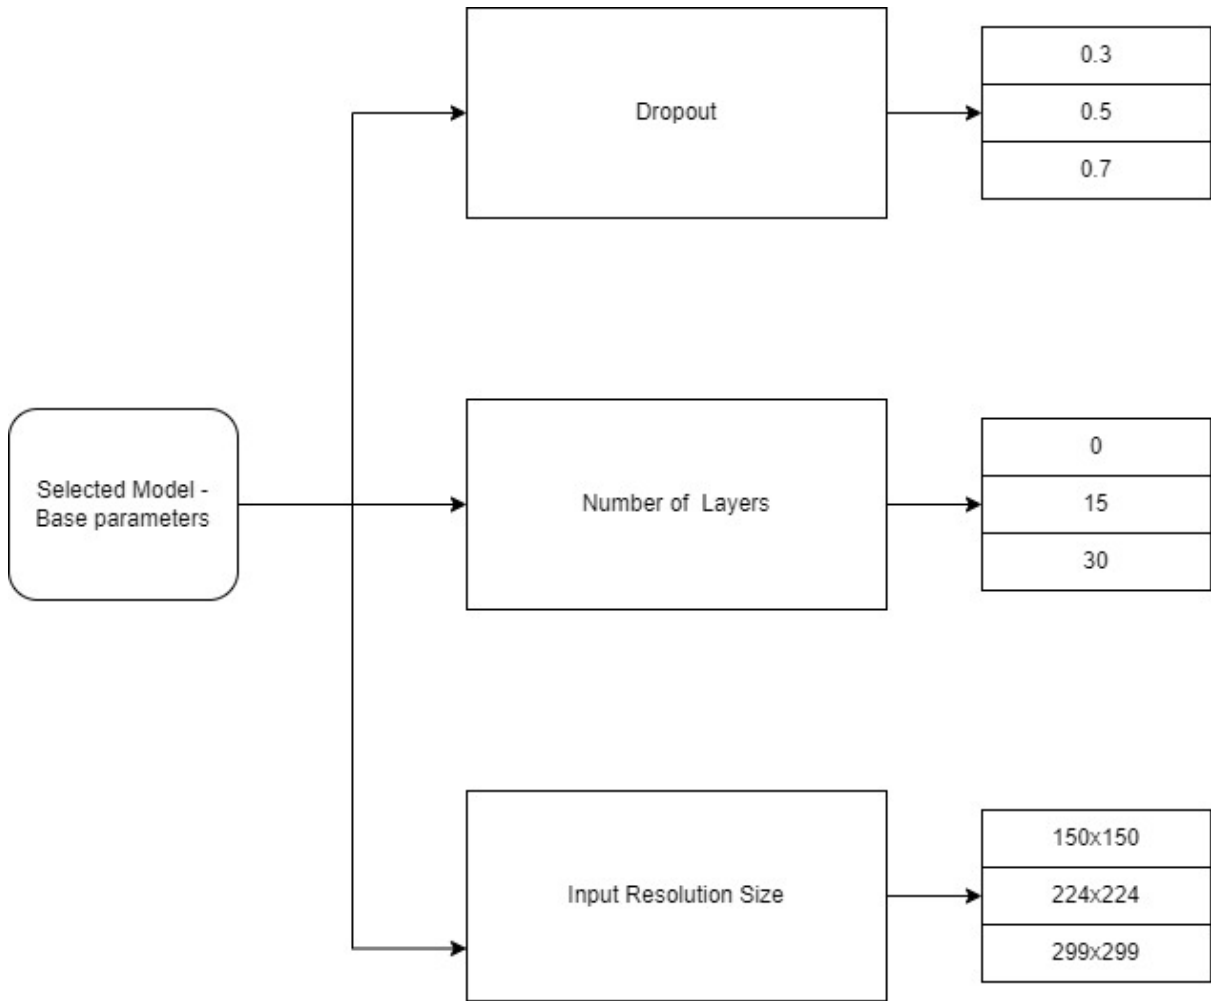 Selected Model -
Base parameters
Dropout
0.3
0.5
0.7
Number of  Layers
0
15
30
Input Resolution Size
150x150
224x224
299x299